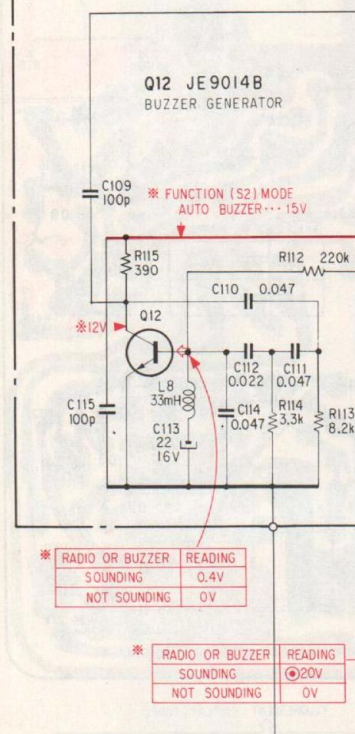 Q12 JE9014B
BUZZER GENERATOR
C109
100p
※ FUNCTION (S2) MODE
AUTO BUZZER··· 15V
R115
390
R112 220k
C110 0.047
Q12
※12V
C112
0.022
C111
0.047
L8
33mH
C115
100p
C113
22
16V
C114
0.047
R114
3.3k
R113
8.2k
※ RADIO OR BUZZER READING
SOUNDING 0.4V
NOT SOUNDING 0V
※ RADIO OR BUZZER READING
SOUNDING ◉20V
NOT SOUNDING 0V